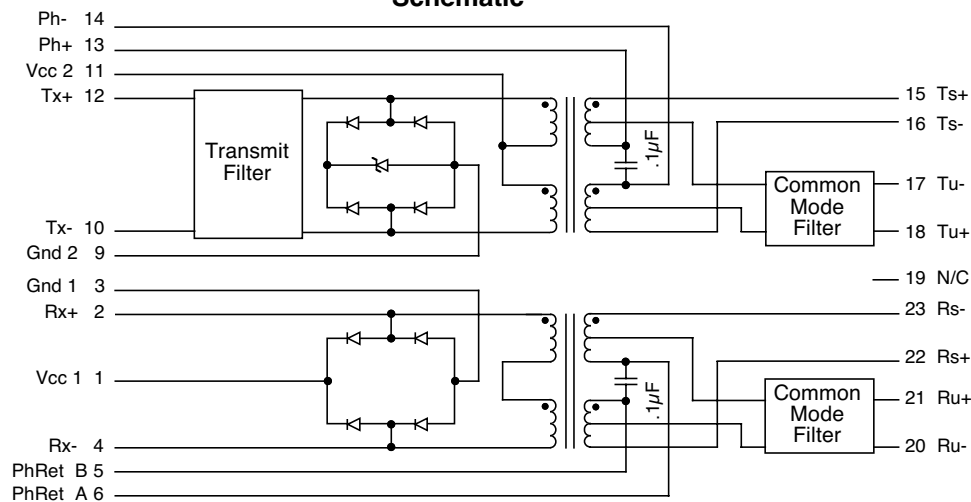 Schematic
Ph- 14
Ph+ 13
Vcc 2 11
Tx+ 12
Transmit
Filter
Tx- 10
Gnd 2 9
.1µF
15 Ts+
16 Ts-
Common
Mode
Filter
17 Tu-
18 Tu+
19 N/C
Gnd 1 3
Rx+ 2
Vcc 1 1
Rx- 4
PhRet B 5
PhRet A 6
.1µF
23 Rs-
22 Rs+
Common
Mode
Filter
21 Ru+
20 Ru-